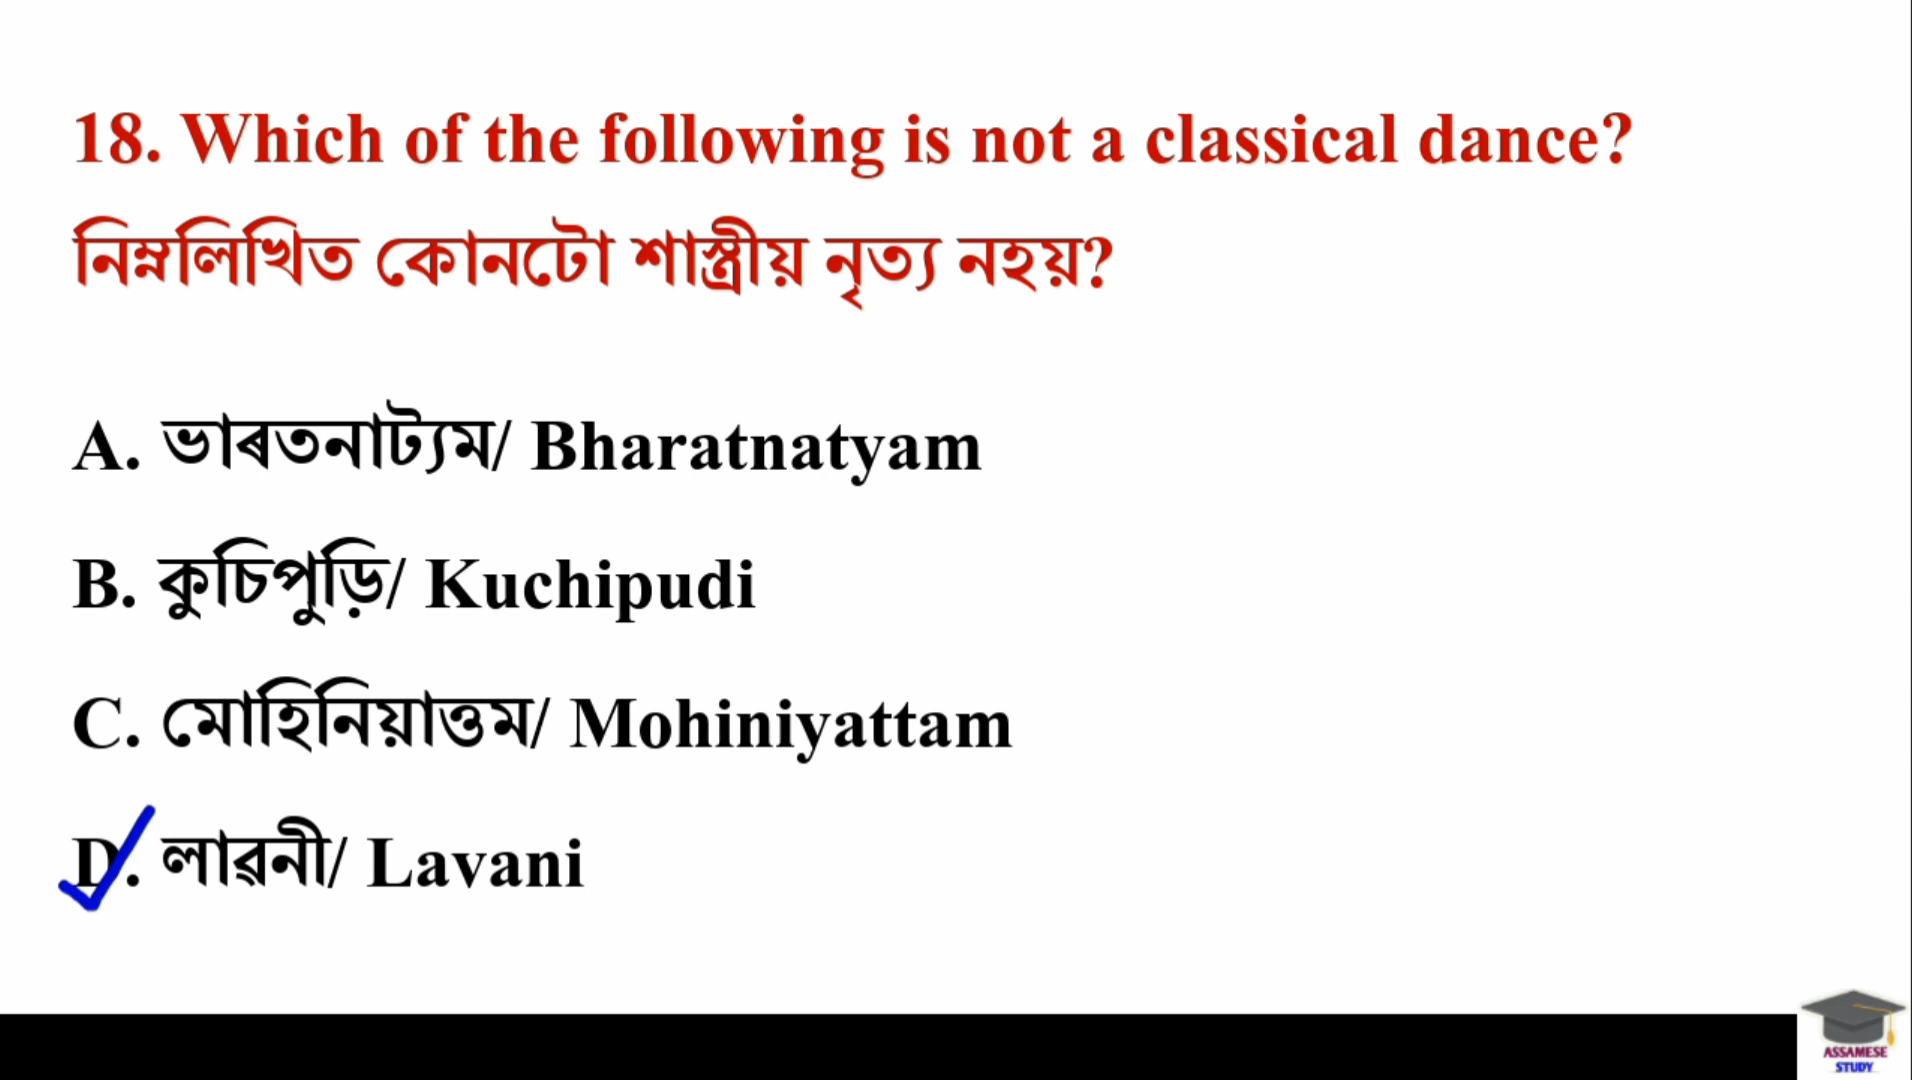 18. Which of the following is not a classical dance?
নিম্নলিখিত কোনটো শাস্ত্ৰীয় নৃত্য নহয়?
A. ভাৰতনাট্যম/ Bharatnatyam
B. কুচিপুড়ি/ Kuchipudi
C. মোহিনিয়াত্তম/ Mohiniyattam
D. লাৱনী/ Lavani
ASSAMESE
STUDY